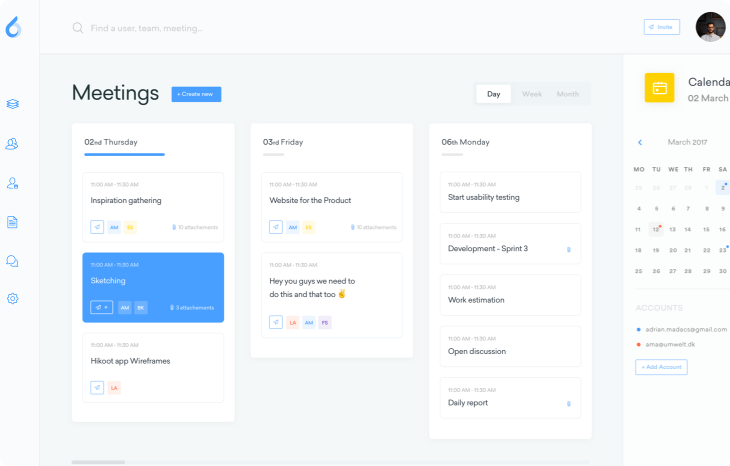 Find a user, team, meeting...
Invite
Meetings
+ Create new
Day
Week
Month
02nd Thursday
11:00 AM - 11:30 AM
Inspiration gathering
AM
10 attachements
11:00 AM - 11:30 AM
Sketching
+
AM
SK
3 attachements
11:00 AM - 11:30 AM
Hikoot app Wireframes
LA
03rd Friday
11:00 AM - 11:30 AM
Website for the Product
AM
10 attachements
11:00 AM - 11:30 AM
Hey you guys we need to
do this and that too ✌
LA
AM
PS
06th Monday
11:00 AM - 11:30 AM
Start usability testing
11:00 AM - 11:30 AM
Development - Sprint 3
11:00 AM - 11:30 AM
Work estimation
11:00 AM - 11:30 AM
Open discussion
11:00 AM - 11:30 AM
Daily report
Calenda
02 March
March 2017
MO TU WE TH FR SA
25 26 27 28 1 2
4 5 6 7 8 9
11 12 13 14 15 16
18 19 20 21 22 23
25 26 27 28 29 30
ACCOUNTS
adrian.madacs@gmail.com
ama@umwelt.dk
+ Add Account